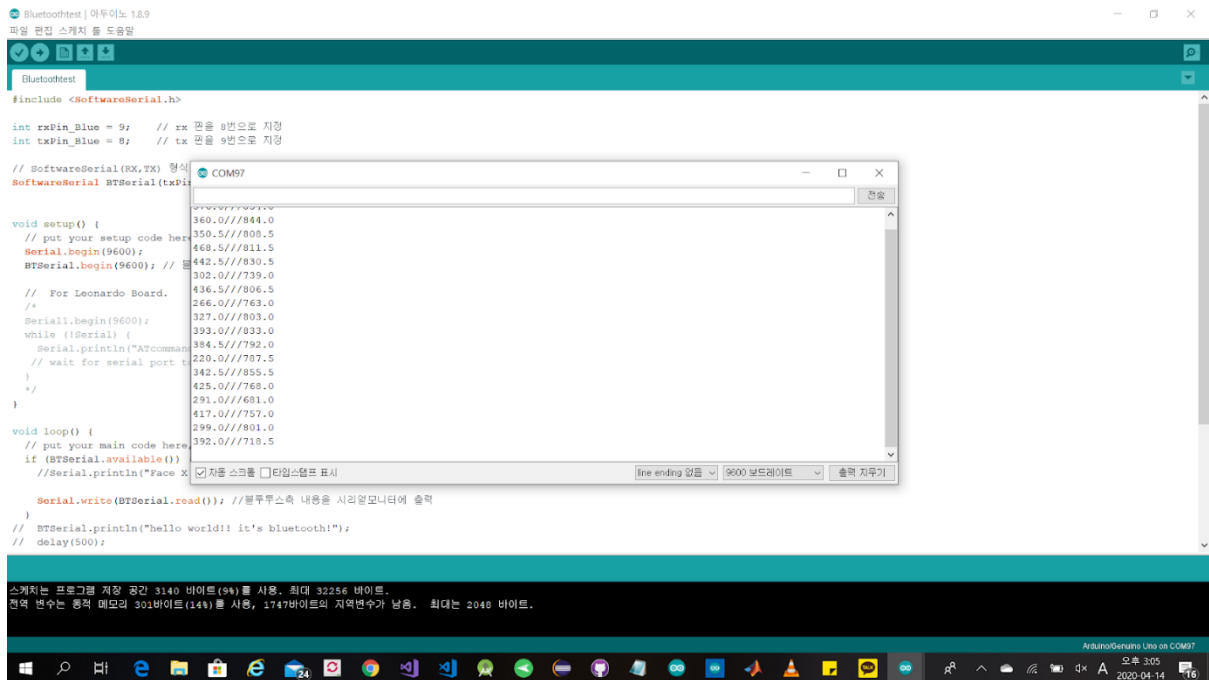 Bluetoothtest | 아두이노 1.8.9
파일 편집 스케치 툴 도움말
Bluetoothtest
#include <SoftwareSerial.h>
int rxPin_Blue = 9; // rx 핀을 8번으로 지정
int txPin_Blue = 8; // tx 핀을 9번으로 지정
// SoftwareSerial(RX,TX) 형식
SoftwareSerial BTSerial(txPi
void setup() {
// put your setup code here
Serial.begin(9600);
BTSerial.begin(9600); //
// For Leonardo Board.
/*
Serial1.begin(9600);
while (!Serial) {
Serial.println("ATcomman
// wait for serial port t
}
*/
}
void loop() {
// put your main code here,
if (BTSerial.available())
//Serial.println("Face X
Serial.write(BTSerial.read()); //블루투스측 내용을 시리얼모니터에 출력
}
// BTSerial.println("hello world!! it's bluetooth!");
// delay(500);
COM97
전송
360.0///844.0
350.5///808.5
468.5///811.5
442.5///830.5
302.0///739.0
436.5///806.5
266.0///763.0
327.0///803.0
393.0///833.0
384.5///792.0
220.0///787.5
342.5///855.5
425.0///768.0
291.0///681.0
417.0///757.0
299.0///801.0
392.0///718.5
자동 스크롤 타임스탬프 표시 line ending 없음 9600 보드레이트 출력 지우기
스케치는 프로그램 저장 공간 3140 바이트(9%)를 사용. 최대 32256 바이트.
전역 변수는 동적 메모리 301바이트(14%)를 사용, 1747바이트의 지역변수가 남음. 최대는 2048 바이트.
Arduino/Genuino Uno on COM97
24
A
오후 3:05
2020-04-14
16